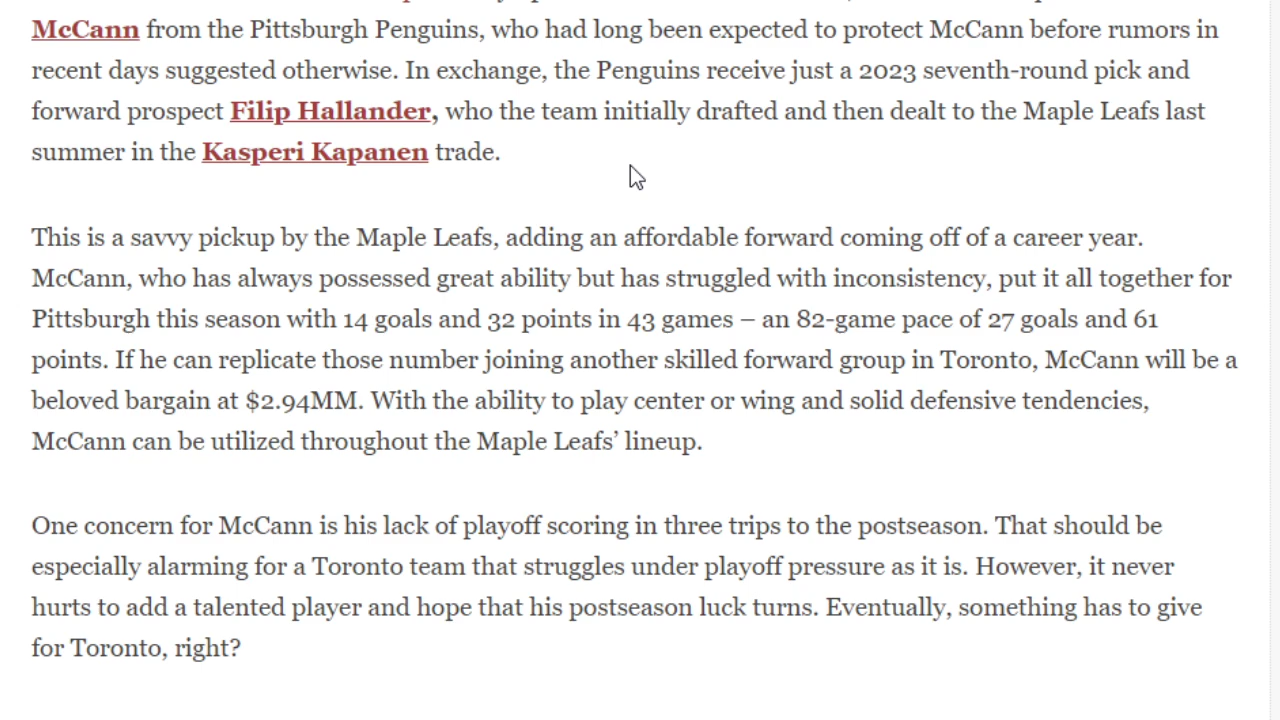 McCann from the Pittsburgh Penguins, who had long been expected to protect McCann before rumors in
recent days suggested otherwise. In exchange, the Penguins receive just a 2023 seventh-round pick and
forward prospect Filip Hallander, who the team initially drafted and then dealt to the Maple Leafs last
summer in the Kasperi Kapanen trade.
This is a savvy pickup by the Maple Leafs, adding an affordable forward coming off of a career year.
McCann, who has always possessed great ability but has struggled with inconsistency, put it all together for
Pittsburgh this season with 14 goals and 32 points in 43 games – an 82-game pace of 27 goals and 61
points. If he can replicate those number joining another skilled forward group in Toronto, McCann will be a
beloved bargain at $2.94MM. With the ability to play center or wing and solid defensive tendencies,
McCann can be utilized throughout the Maple Leafs’ lineup.
One concern for McCann is his lack of playoff scoring in three trips to the postseason. That should be
especially alarming for a Toronto team that struggles under playoff pressure as it is. However, it never
hurts to add a talented player and hope that his postseason luck turns. Eventually, something has to give
for Toronto, right?